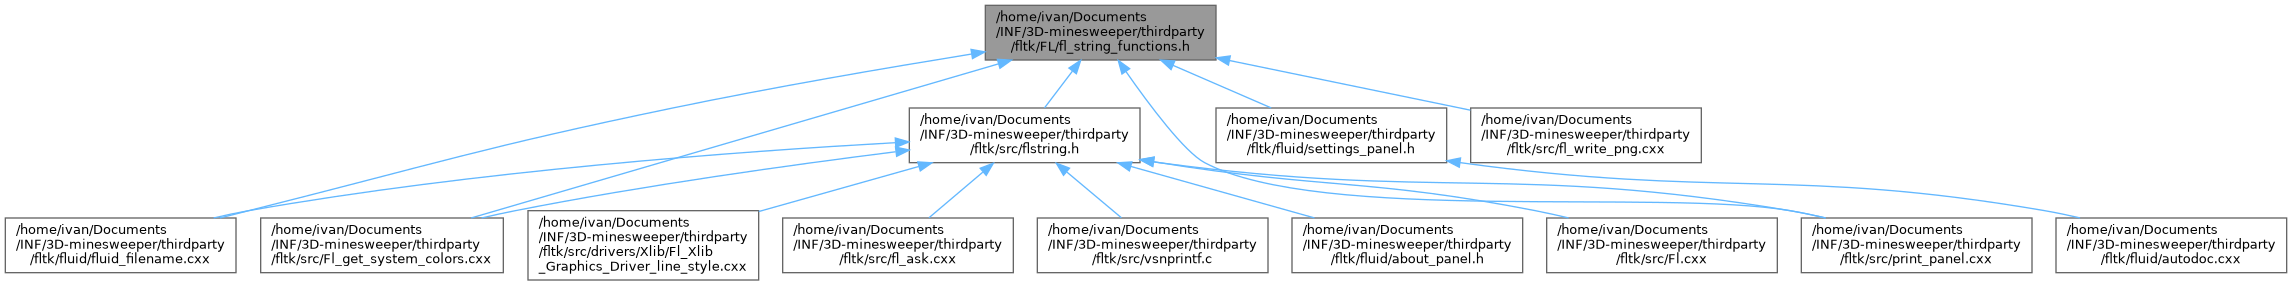 /home/ivan/Documents
/INF/3D-minesweeper/thirdparty
/fltk/FL/fl_string_functions.h
/home/ivan/Documents
/INF/3D-minesweeper/thirdparty
/fltk/src/flstring.h
/home/ivan/Documents
/INF/3D-minesweeper/thirdparty
/fltk/fluid/settings_panel.h
/home/ivan/Documents
/INF/3D-minesweeper/thirdparty
/fltk/src/fl_write_png.cxx
/home/ivan/Documents
/INF/3D-minesweeper/thirdparty
/fltk/fluid/fluid_filename.cxx
/home/ivan/Documents
/INF/3D-minesweeper/thirdparty
/fltk/src/Fl_get_system_colors.cxx
/home/ivan/Documents
/INF/3D-minesweeper/thirdparty
/fltk/src/drivers/Xlib/Fl_Xlib
_Graphics_Driver_line_style.cxx
/home/ivan/Documents
/INF/3D-minesweeper/thirdparty
/fltk/src/fl_ask.cxx
/home/ivan/Documents
/INF/3D-minesweeper/thirdparty
/fltk/src/vsnprintf.c
/home/ivan/Documents
/INF/3D-minesweeper/thirdparty
/fltk/fluid/about_panel.h
/home/ivan/Documents
/INF/3D-minesweeper/thirdparty
/fltk/src/Fl.cxx
/home/ivan/Documents
/INF/3D-minesweeper/thirdparty
/fltk/src/print_panel.cxx
/home/ivan/Documents
/INF/3D-minesweeper/thirdparty
/fltk/fluid/autodoc.cxx